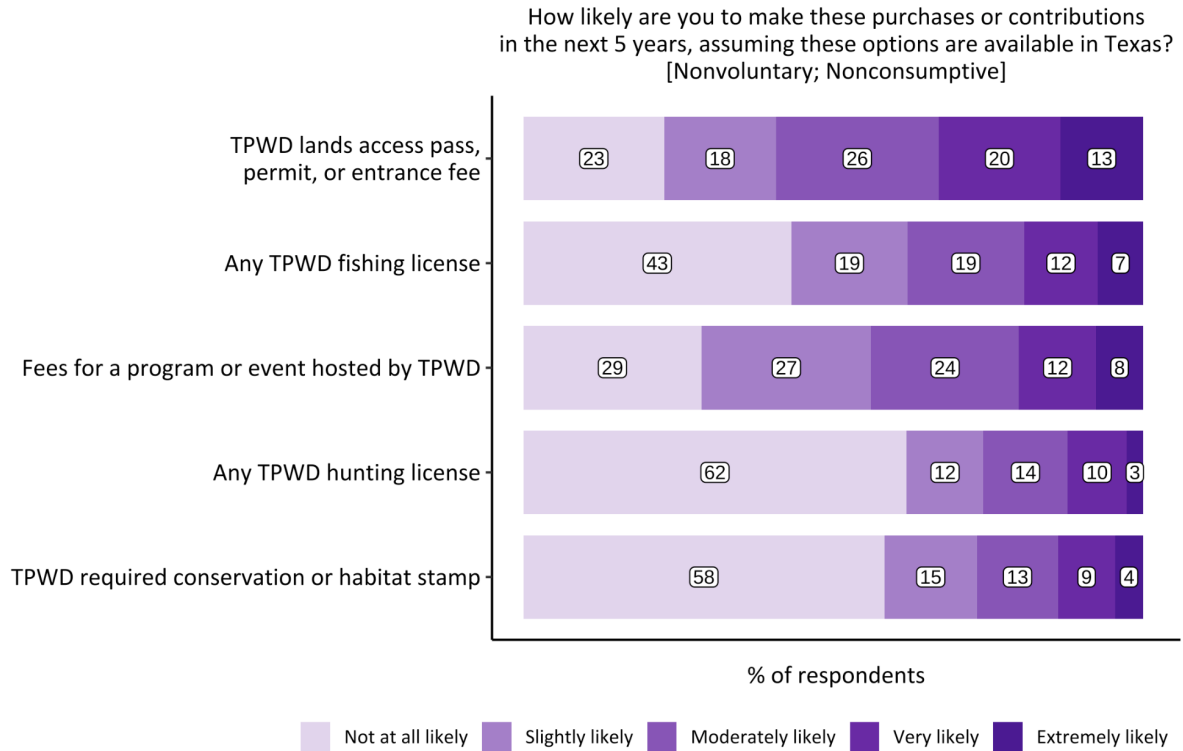 How likely are you to make these purchases or contributions
in the next 5 years, assuming these options are available in Texas?
[Nonvoluntary; Nonconsumptive]
TPWD lands access pass,
permit, or entrance fee
23 18 26 20 13
Any TPWD fishing license
43 19 19 12 7
Fees for a program or event hosted by TPWD
29 27 24 12 8
Any TPWD hunting license
62 12 14 10 3
TPWD required conservation or habitat stamp
58 15 13 9 4
% of respondents
Not at all likely Slightly likely Moderately likely Very likely Extremely likely